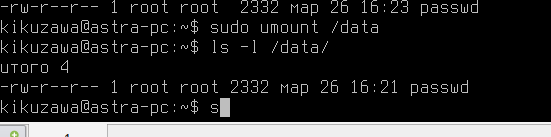 -rw-r--r-- 1 root root  2332 мар 26 16:23 passwd
kikuzawa@astra-pc:~$ sudo umount /data
kikuzawa@astra-pc:~$ ls -l /data/
итого 4
-rw-r--r-- 1 root root 2332 мар 26 16:21 passwd
kikuzawa@astra-pc:~$ s